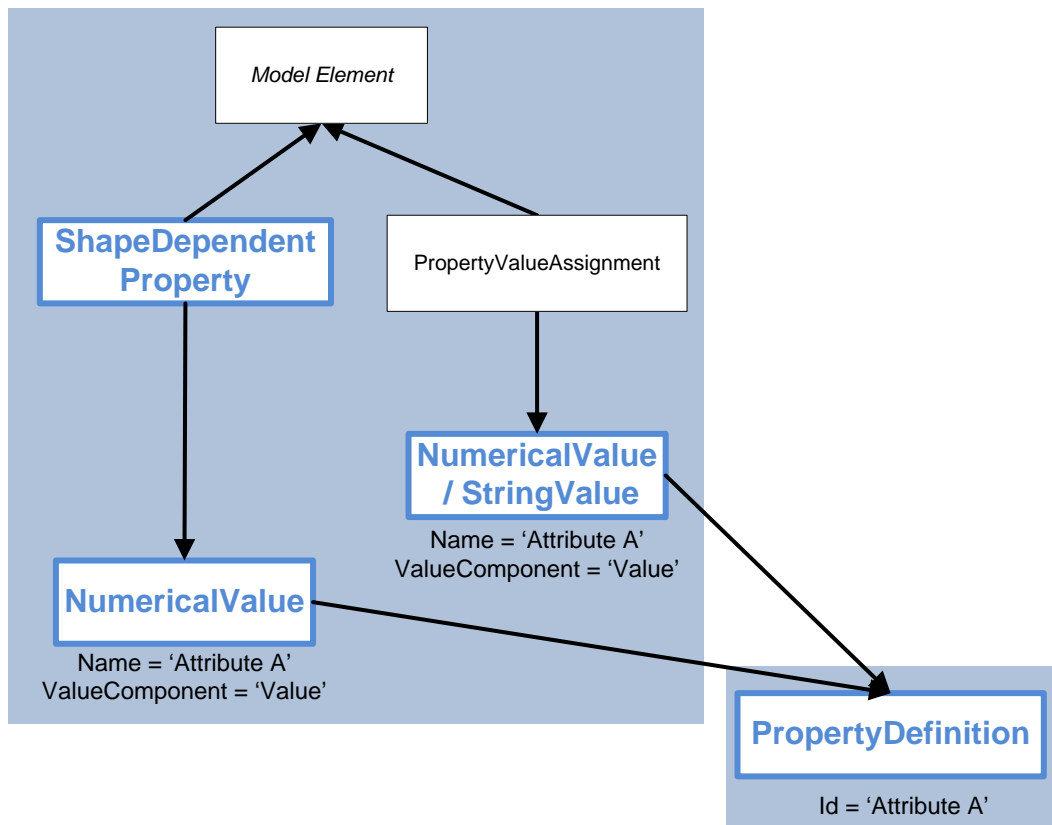 Model Element
ShapeDependent
Property
PropertyValueAssignment
NumericalValue
/ StringValue
Name = ‘Attribute A’
ValueComponent = ‘Value’
NumericalValue
Name = ‘Attribute A’
ValueComponent = ‘Value’
PropertyDefinition
Id = ‘Attribute A’